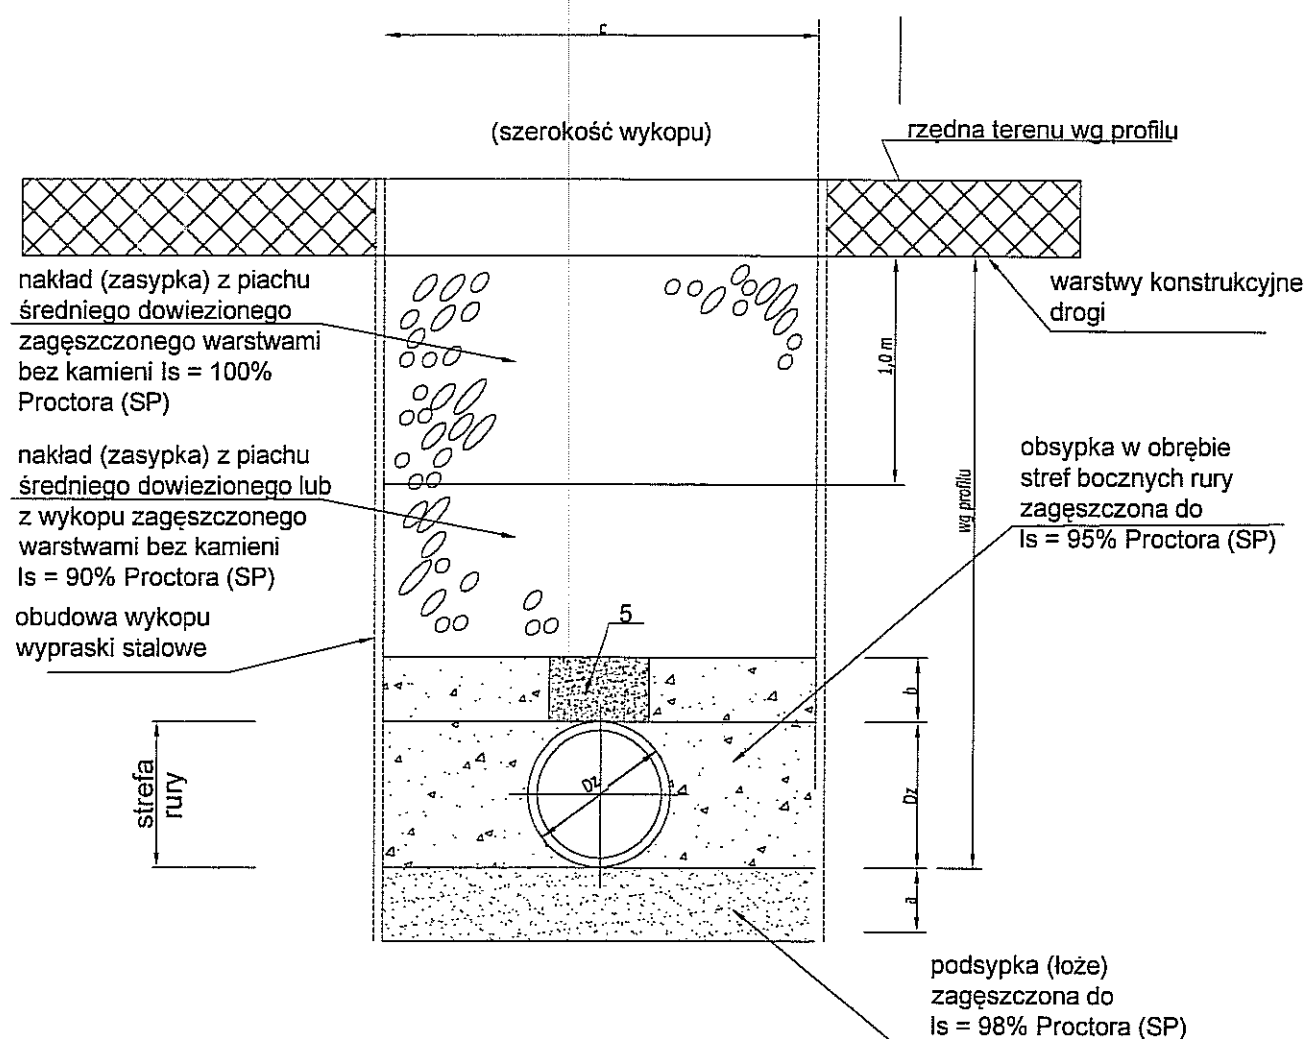 c
(szerokość wykopu)
rzędna terenu wg profilu
nakład (zasypka) z piachu
średniego dowiezionego
zagęszczonego warstwami
bez kamieni Is = 100%
Proctora (SP)
warstwy konstrukcyjne
drogi
1,0 m
nakład (zasypka) z piachu
średniego dowiezionego lub
z wykopu zagęszczonego
warstwami bez kamieni
Is = 90% Proctora (SP)
obsypka w obrębie
stref bocznych rury
zagęszczona do
Is = 95% Proctora (SP)
wg profilu
obudowa wykopu
wypraski stalowe
5
b
strefa
rury
Dz
Dz
a
podsypka (łoże)
zagęszczona do
Is = 98% Proctora (SP)